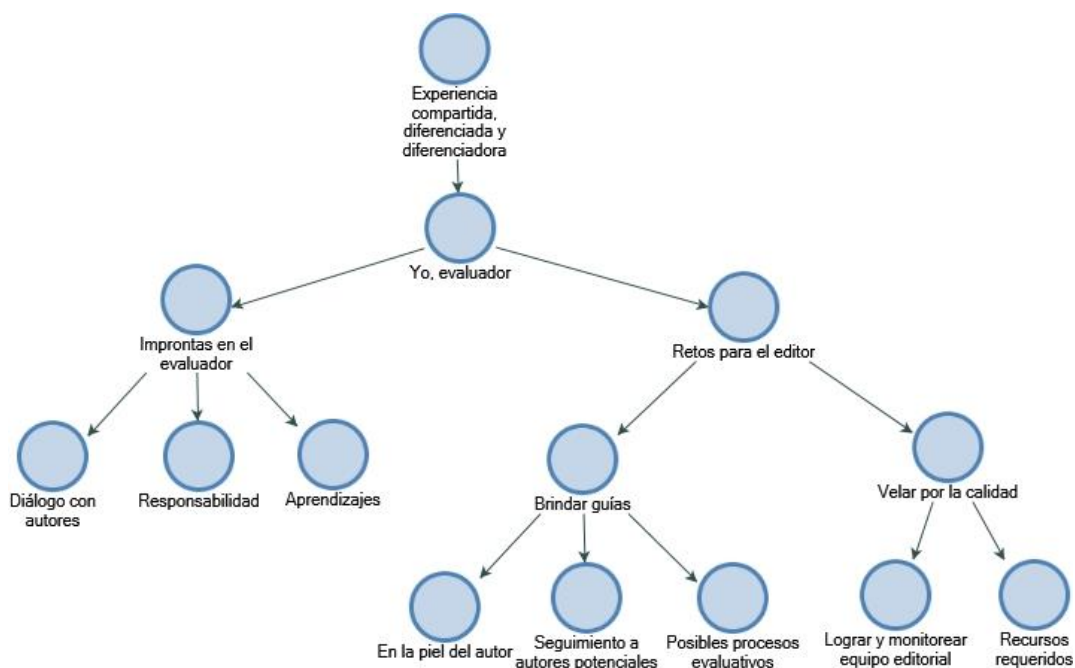 Experiencia
compartida,
diferenciada y
diferenciadora
Yo, evaluador
Improntas en el
evaluador
Retos para el editor
Diálogo con
autores
Responsabilidad
Aprendizajes
Brindar guías
Velar por la calidad
En la piel del autor
Seguimiento a
autores potenciales
Posibles procesos
evaluativos
Lograr y monitorear
equipo editorial
Recursos
requeridos